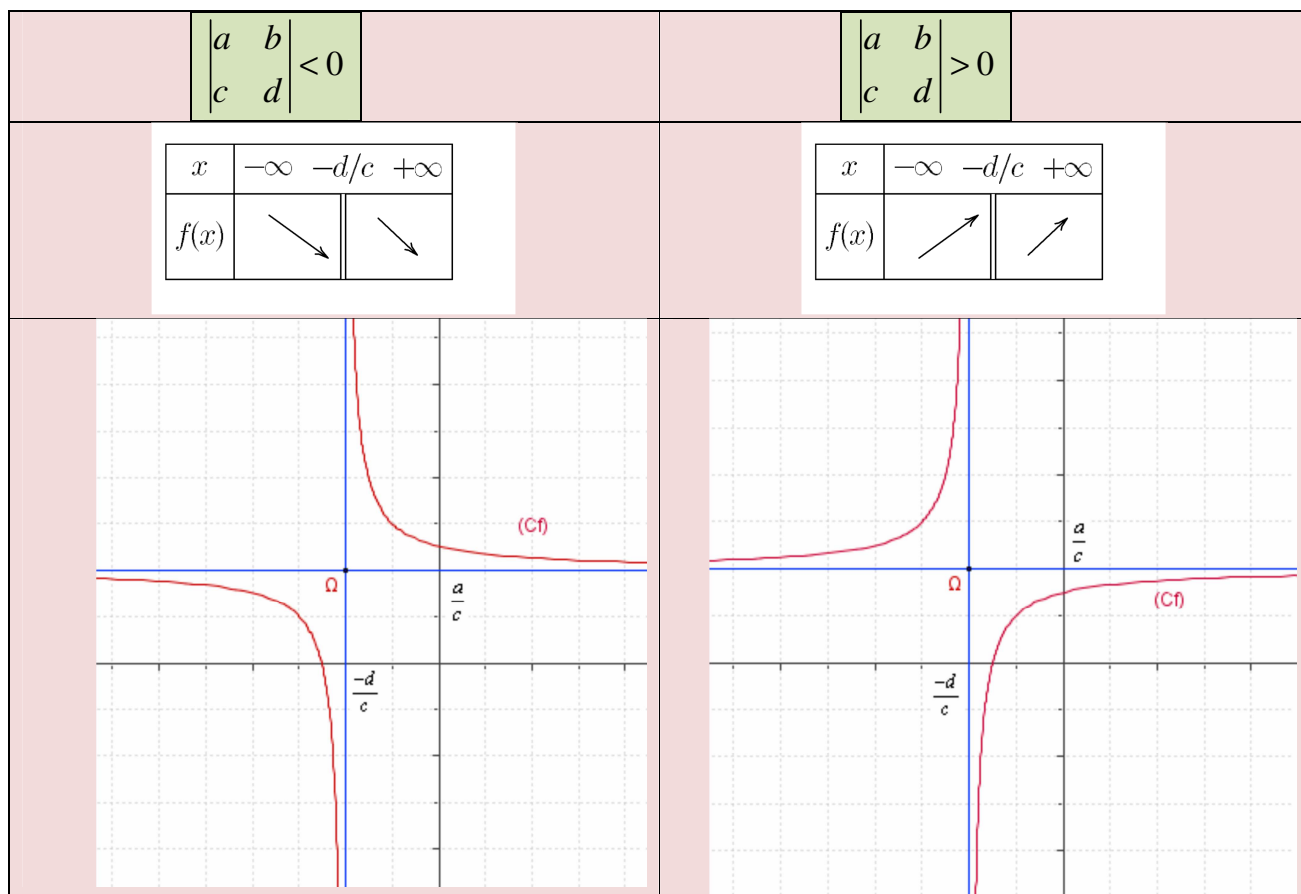 |a b| < 0
|c d|
|a b| > 0
|c d|
x −∞ −d/c +∞
f(x)
x −∞ −d/c +∞
f(x)
(Cf)
Ω
a/c
−d/c
a/c
Ω
(Cf)
−d/c